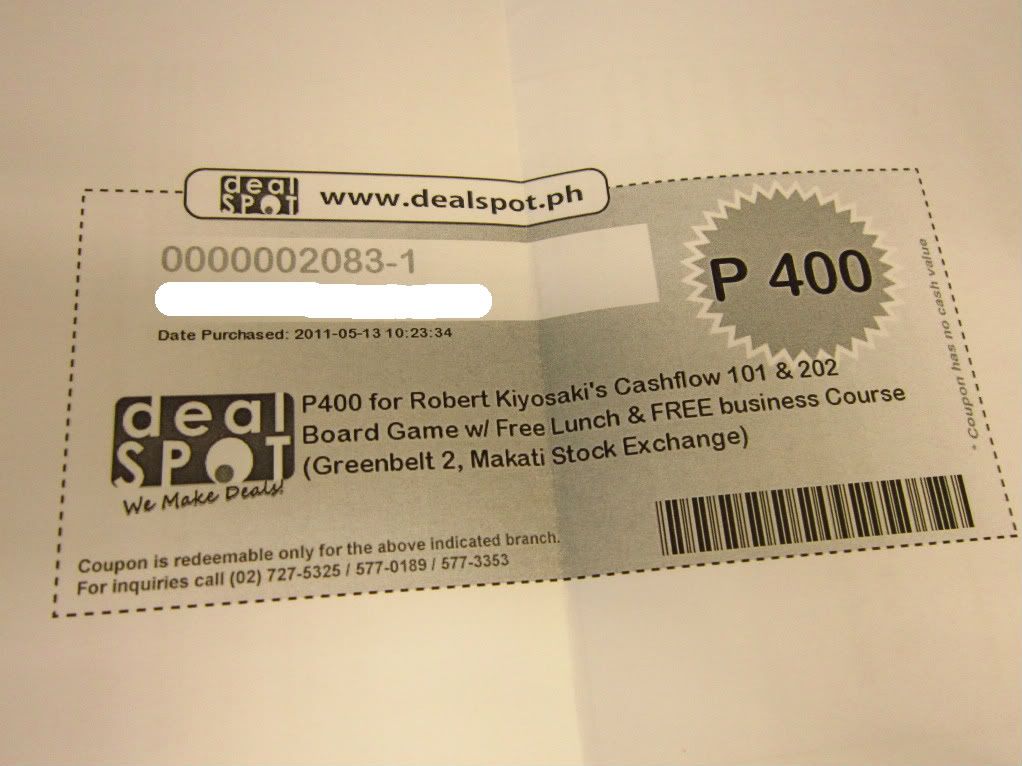 deal SPOT www.dealspot.ph
0000002083-1
P 400
Date Purchased: 2011-05-13 10:23:34
* Coupon has no cash value
deal
SPOT
We Make Deals!
P400 for Robert Kiyosaki's Cashflow 101 & 202
Board Game w/ Free Lunch & FREE business Course
(Greenbelt 2, Makati Stock Exchange)
Coupon is redeemable only for the above indicated branch.
For inquiries call (02) 727-5325 / 577-0189 / 577-3353